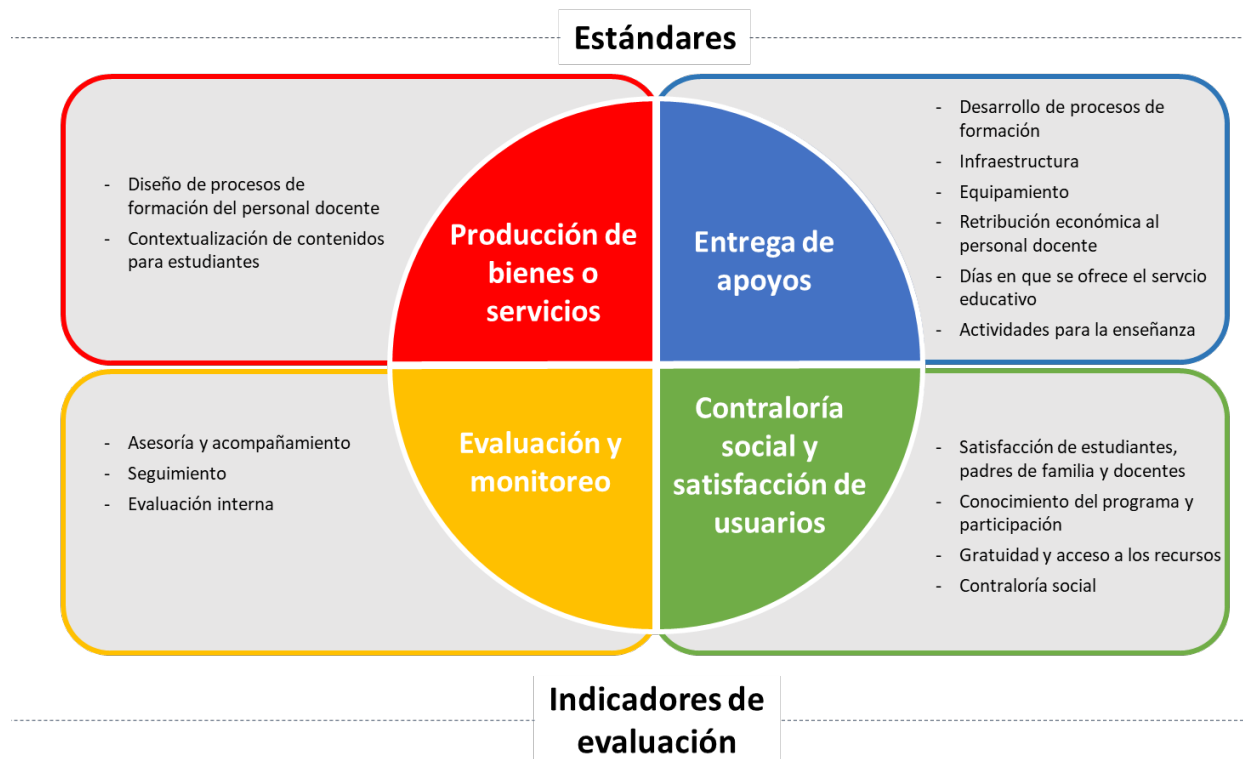 Estándares
- Diseño de procesos de
formación del personal docente
- Contextualización de contenidos
para estudiantes
Producción de
bienes o
servicios
Entrega de
apoyos
- Desarrollo de procesos de
formación
- Infraestructura
- Equipamiento
- Retribución económica al
personal docente
- Días en que se ofrece el servcio
educativo
- Actividades para la enseñanza
- Asesoría y acompañamiento
- Seguimiento
- Evaluación interna
Evaluación y
monitoreo
Contraloría
social y
satisfacción de
usuarios
- Satisfacción de estudiantes,
padres de familia y docentes
- Conocimiento del programa y
participación
- Gratuidad y acceso a los recursos
- Contraloría social
Indicadores de
evaluación